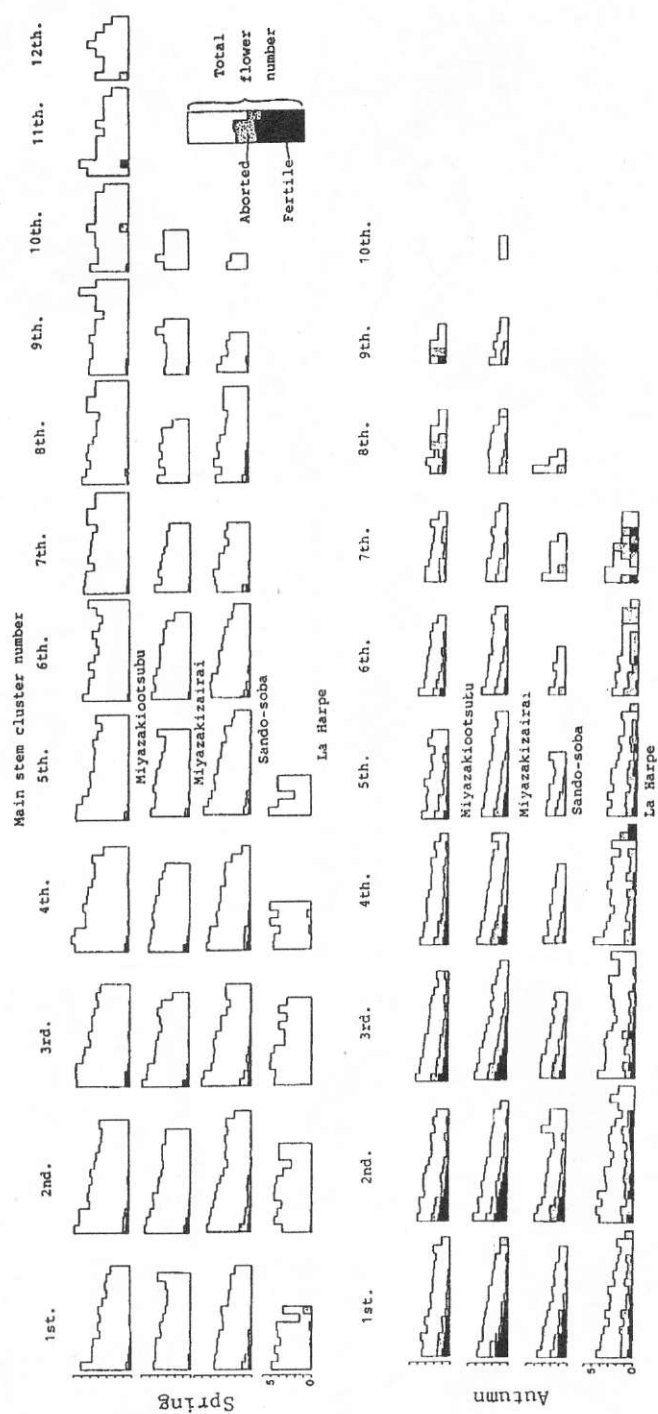 Main stem cluster number
1st. 2nd. 3rd. 4th. 5th. 6th. 7th. 8th. 9th. 10th. 11th. 12th.
Spring
Miyazakiootsubu
Miyazakizairai
Sando-soba
5
0
La Harpe
Total
flower
number
Aborted
Fertile
1st. 2nd. 3rd. 4th. 5th. 6th. 7th. 8th. 9th. 10th.
Autumn
Miyazakiootsubu
Miyazakizairai
Sando-soba
5
0
La Harpe